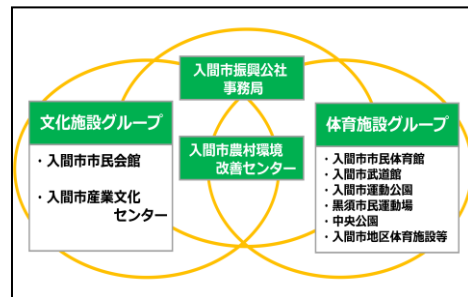 入間市振興公社
事務局
文化施設グループ
・入間市市民会館
・入間市産業文化
センター
入間市農村環境
改善センター
体育施設グループ
・入間市市民体育館
・入間市武道館
・入間市運動公園
・黒須市民運動場
・中央公園
・入間市地区体育施設等